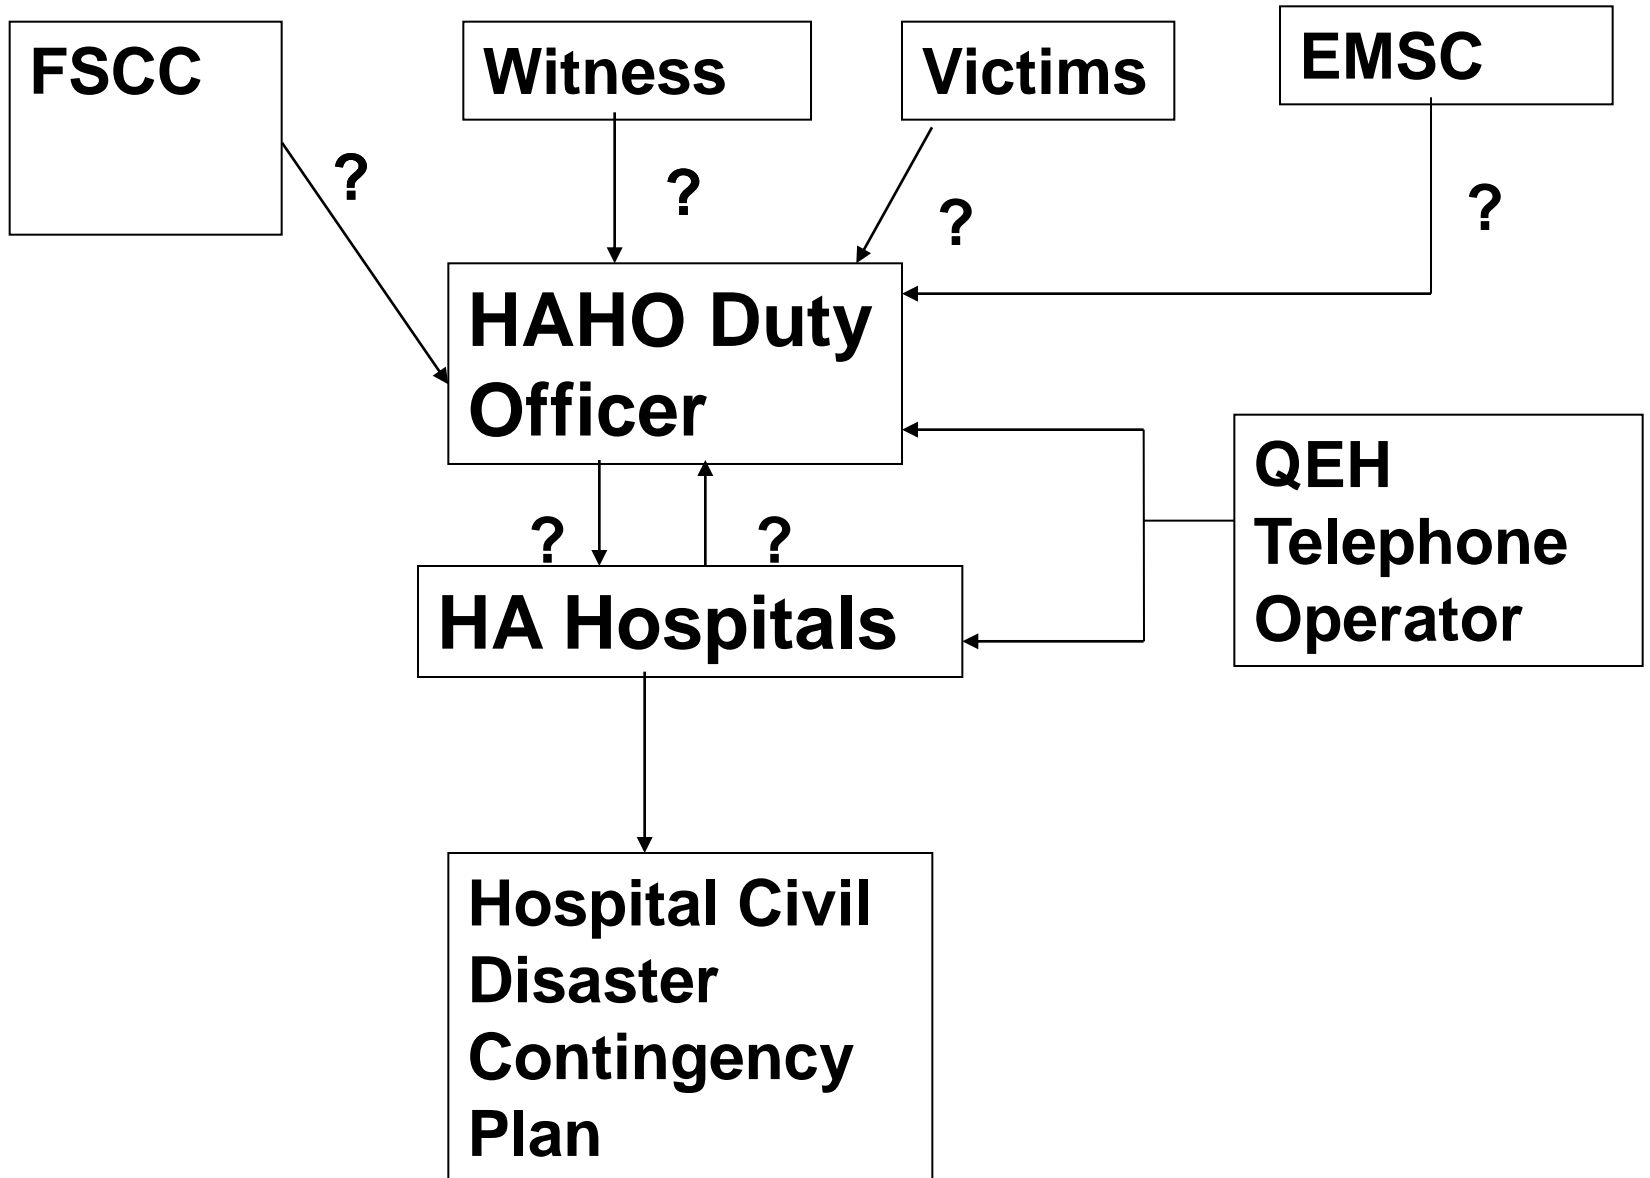 FSCC
Witness
Victims
EMSC
?
?
?
?
HAHO Duty
Officer
QEH
Telephone
Operator
?
?
HA Hospitals
Hospital Civil
Disaster
Contingency
Plan